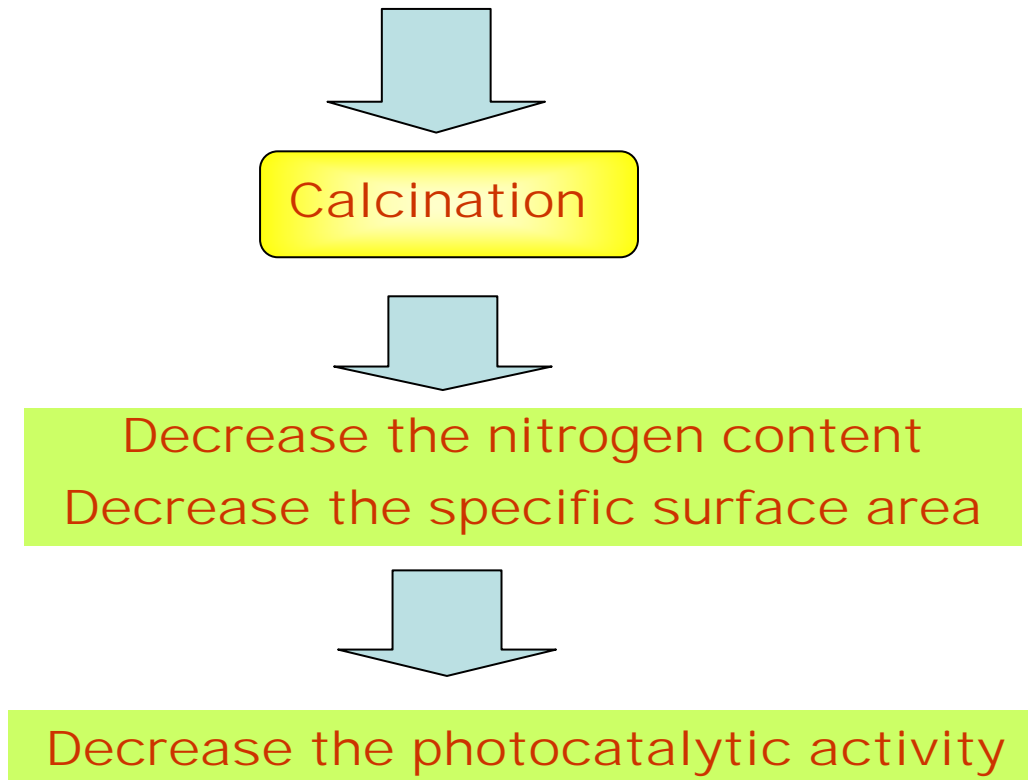 Calcination
Decrease the nitrogen content
Decrease the specific surface area
Decrease the photocatalytic activity